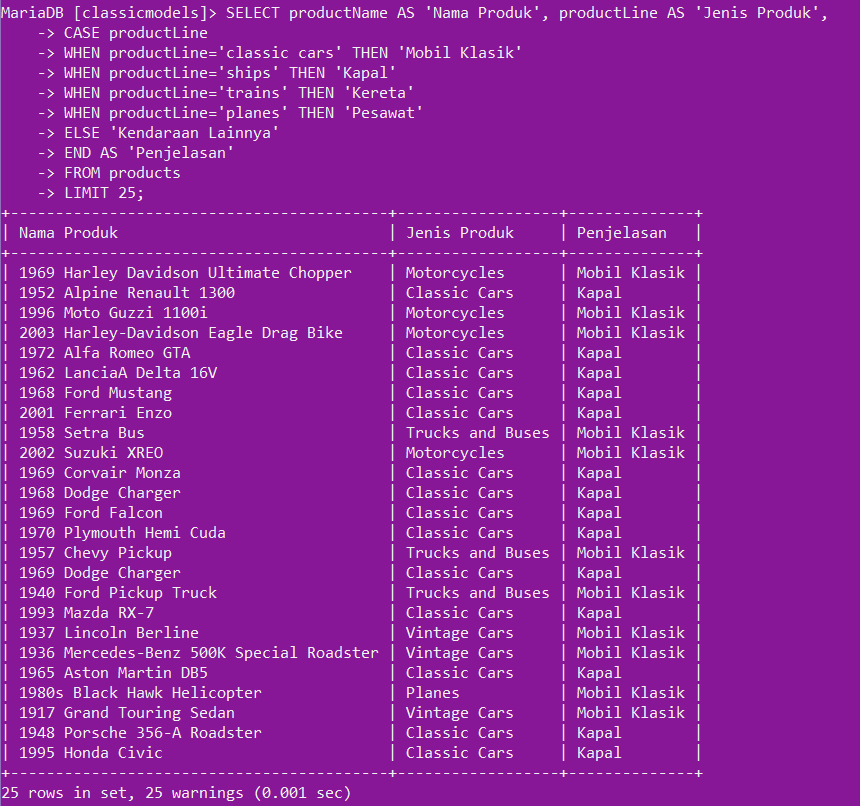 MariaDB [classicmodels]> SELECT productName AS 'Nama Produk', productLine AS 'Jenis Produk',
    -> CASE productLine
    -> WHEN productLine='classic cars' THEN 'Mobil Klasik'
    -> WHEN productLine='ships' THEN 'Kapal'
    -> WHEN productLine='trains' THEN 'Kereta'
    -> WHEN productLine='planes' THEN 'Pesawat'
    -> ELSE 'Kendaraan Lainnya'
    -> END AS 'Penjelasan'
    -> FROM products
    -> LIMIT 25;
+------------------------------------------+------------------+--------------+
| Nama Produk                              | Jenis Produk     | Penjelasan   |
+------------------------------------------+------------------+--------------+
| 1969 Harley Davidson Ultimate Chopper    | Motorcycles      | Mobil Klasik |
| 1952 Alpine Renault 1300                 | Classic Cars     | Kapal        |
| 1996 Moto Guzzi 1100i                    | Motorcycles      | Mobil Klasik |
| 2003 Harley-Davidson Eagle Drag Bike     | Motorcycles      | Mobil Klasik |
| 1972 Alfa Romeo GTA                      | Classic Cars     | Kapal        |
| 1962 LanciaA Delta 16V                   | Classic Cars     | Kapal        |
| 1968 Ford Mustang                        | Classic Cars     | Kapal        |
| 2001 Ferrari Enzo                        | Classic Cars     | Kapal        |
| 1958 Setra Bus                           | Trucks and Buses | Mobil Klasik |
| 2002 Suzuki XREO                         | Motorcycles      | Mobil Klasik |
| 1969 Corvair Monza                       | Classic Cars     | Kapal        |
| 1968 Dodge Charger                       | Classic Cars     | Kapal        |
| 1969 Ford Falcon                         | Classic Cars     | Kapal        |
| 1970 Plymouth Hemi Cuda                  | Classic Cars     | Kapal        |
| 1957 Chevy Pickup                        | Trucks and Buses | Mobil Klasik |
| 1969 Dodge Charger                       | Classic Cars     | Kapal        |
| 1940 Ford Pickup Truck                   | Trucks and Buses | Mobil Klasik |
| 1993 Mazda RX-7                          | Classic Cars     | Kapal        |
| 1937 Lincoln Berline                     | Vintage Cars     | Mobil Klasik |
| 1936 Mercedes-Benz 500K Special Roadster | Vintage Cars     | Mobil Klasik |
| 1965 Aston Martin DB5                    | Classic Cars     | Kapal        |
| 1980s Black Hawk Helicopter              | Planes           | Mobil Klasik |
| 1917 Grand Touring Sedan                 | Vintage Cars     | Mobil Klasik |
| 1948 Porsche 356-A Roadster              | Classic Cars     | Kapal        |
| 1995 Honda Civic                         | Classic Cars     | Kapal        |
+------------------------------------------+------------------+--------------+
25 rows in set, 25 warnings (0.001 sec)